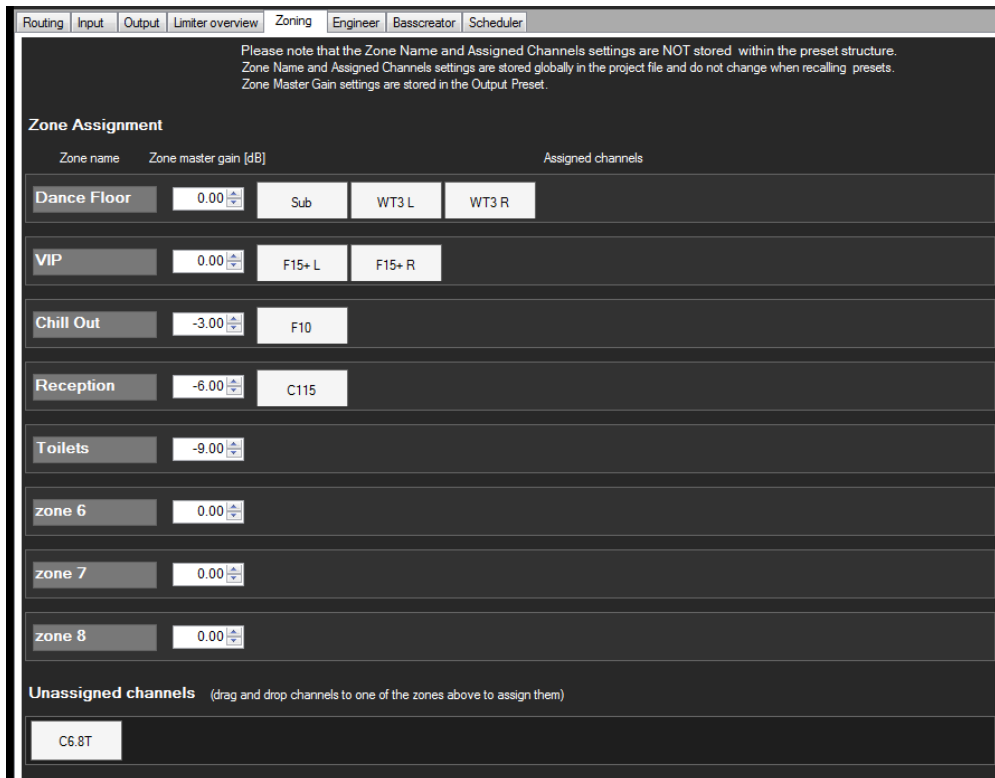 Routing Input Output Limiter overview Zoning Engineer Basscreator Scheduler
Please note that the Zone Name and Assigned Channels settings are NOT stored within the preset structure.
Zone Name and Assigned Channels settings are stored globally in the project file and do not change when recalling presets.
Zone Master Gain settings are stored in the Output Preset.
Zone Assignment
Zone name Zone master gain [dB] Assigned channels
Dance Floor 0.00 Sub WT3 L WT3 R
VIP 0.00 F15+ L F15+ R
Chill Out -3.00 F10
Reception -6.00 C115
Toilets -9.00
zone 6 0.00
zone 7 0.00
zone 8 0.00
Unassigned channels (drag and drop channels to one of the zones above to assign them)
C6.8T